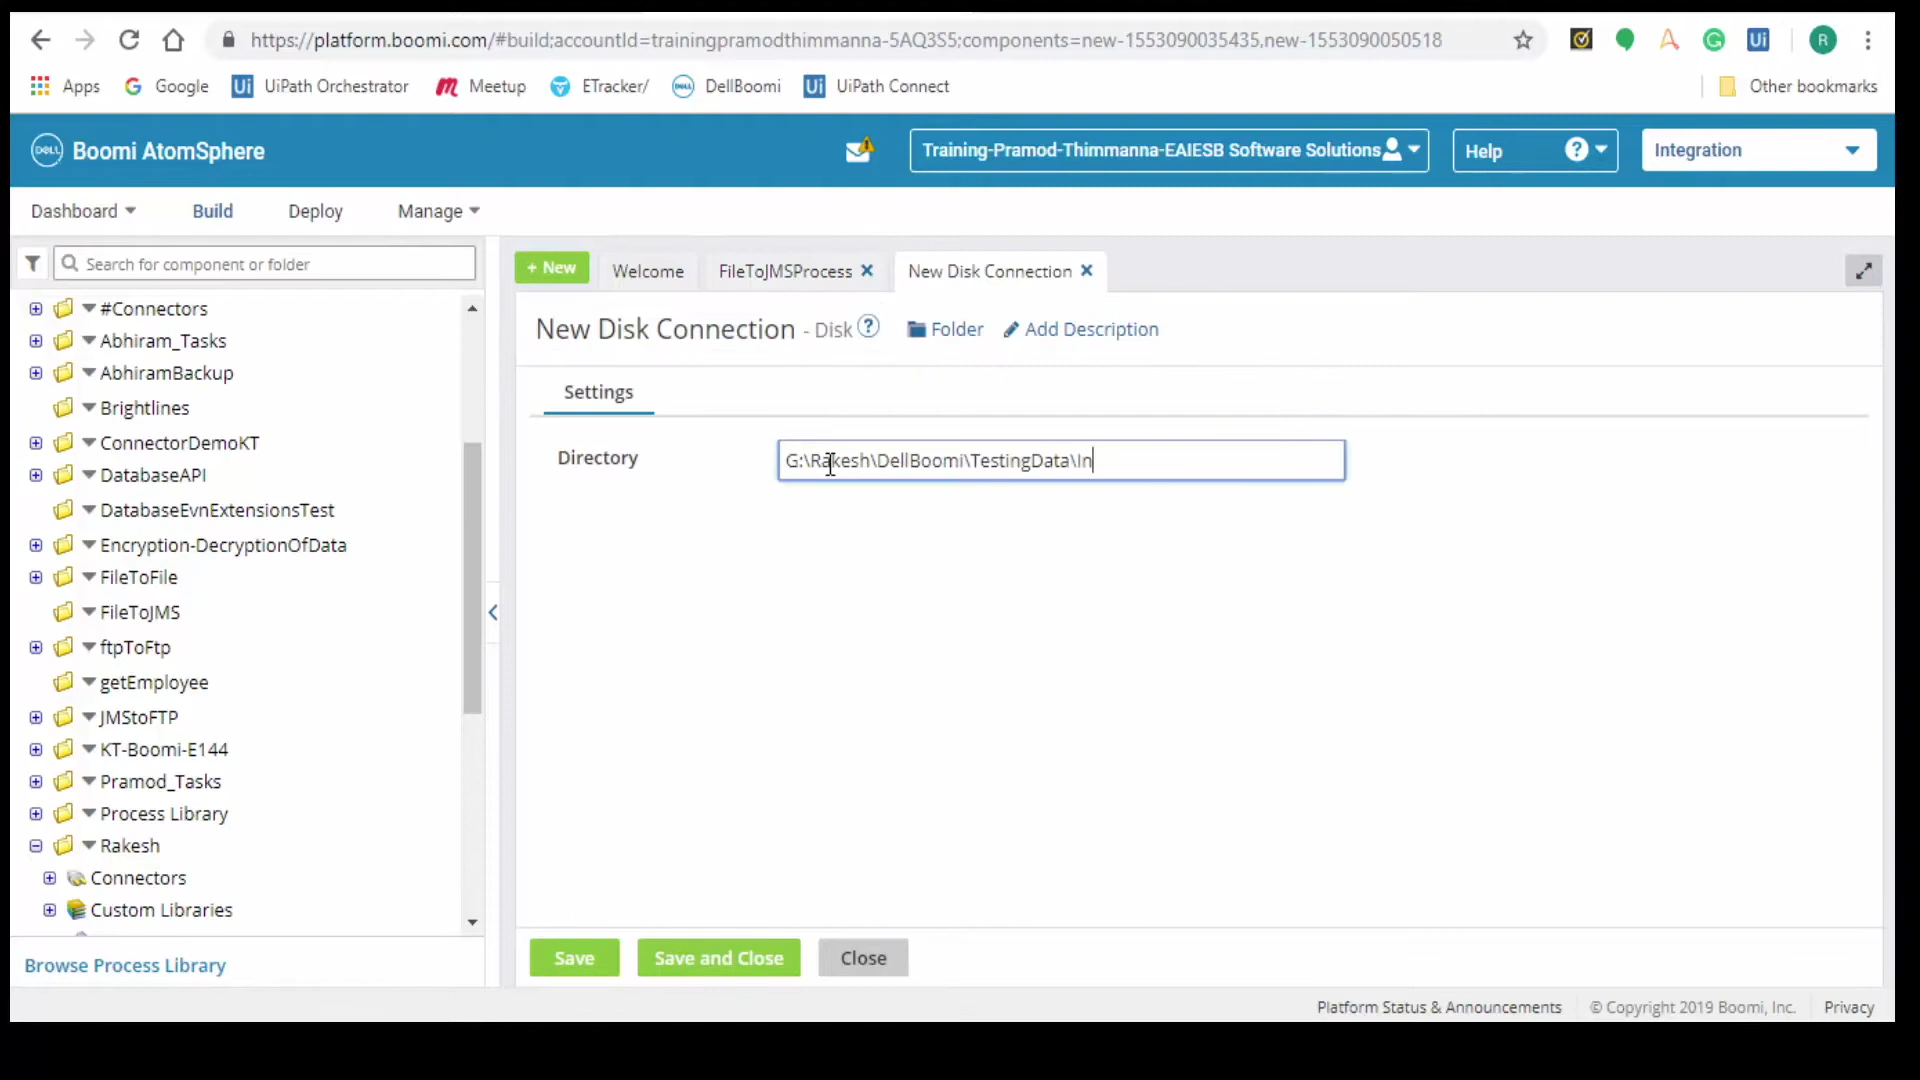 https://platform.boomi.com/#build;accountId=trainingpramodthimmanna-5AQ3S5;components=new-1553090035435,new-1553090050518
R
Apps Google Ui UiPath Orchestrator Meetup ETracker/ DellBoomi Ui UiPath Connect Other bookmarks
DELL Boomi AtomSphere Training-Pramod-Thimmanna-EAIESB Software Solutions Help Integration
Dashboard Build Deploy Manage
Search for component or folder
#Connectors
Abhiram_Tasks
AbhiramBackup
Brightlines
ConnectorDemoKT
DatabaseAPI
DatabaseEvnExtensionsTest
Encryption-DecryptionOfData
FileToFile
FileToJMS
ftpToFtp
getEmployee
JMStoFTP
KT-Boomi-E144
Pramod_Tasks
Process Library
Rakesh
Connectors
Custom Libraries
Browse Process Library
+ New Welcome FileToJMSProcess New Disk Connection
New Disk Connection - Disk Folder Add Description
Settings
Directory G:\Rakesh\DellBoomi\TestingData\In
Save Save and Close Close
Platform Status & Announcements © Copyright 2019 Boomi, Inc. Privacy